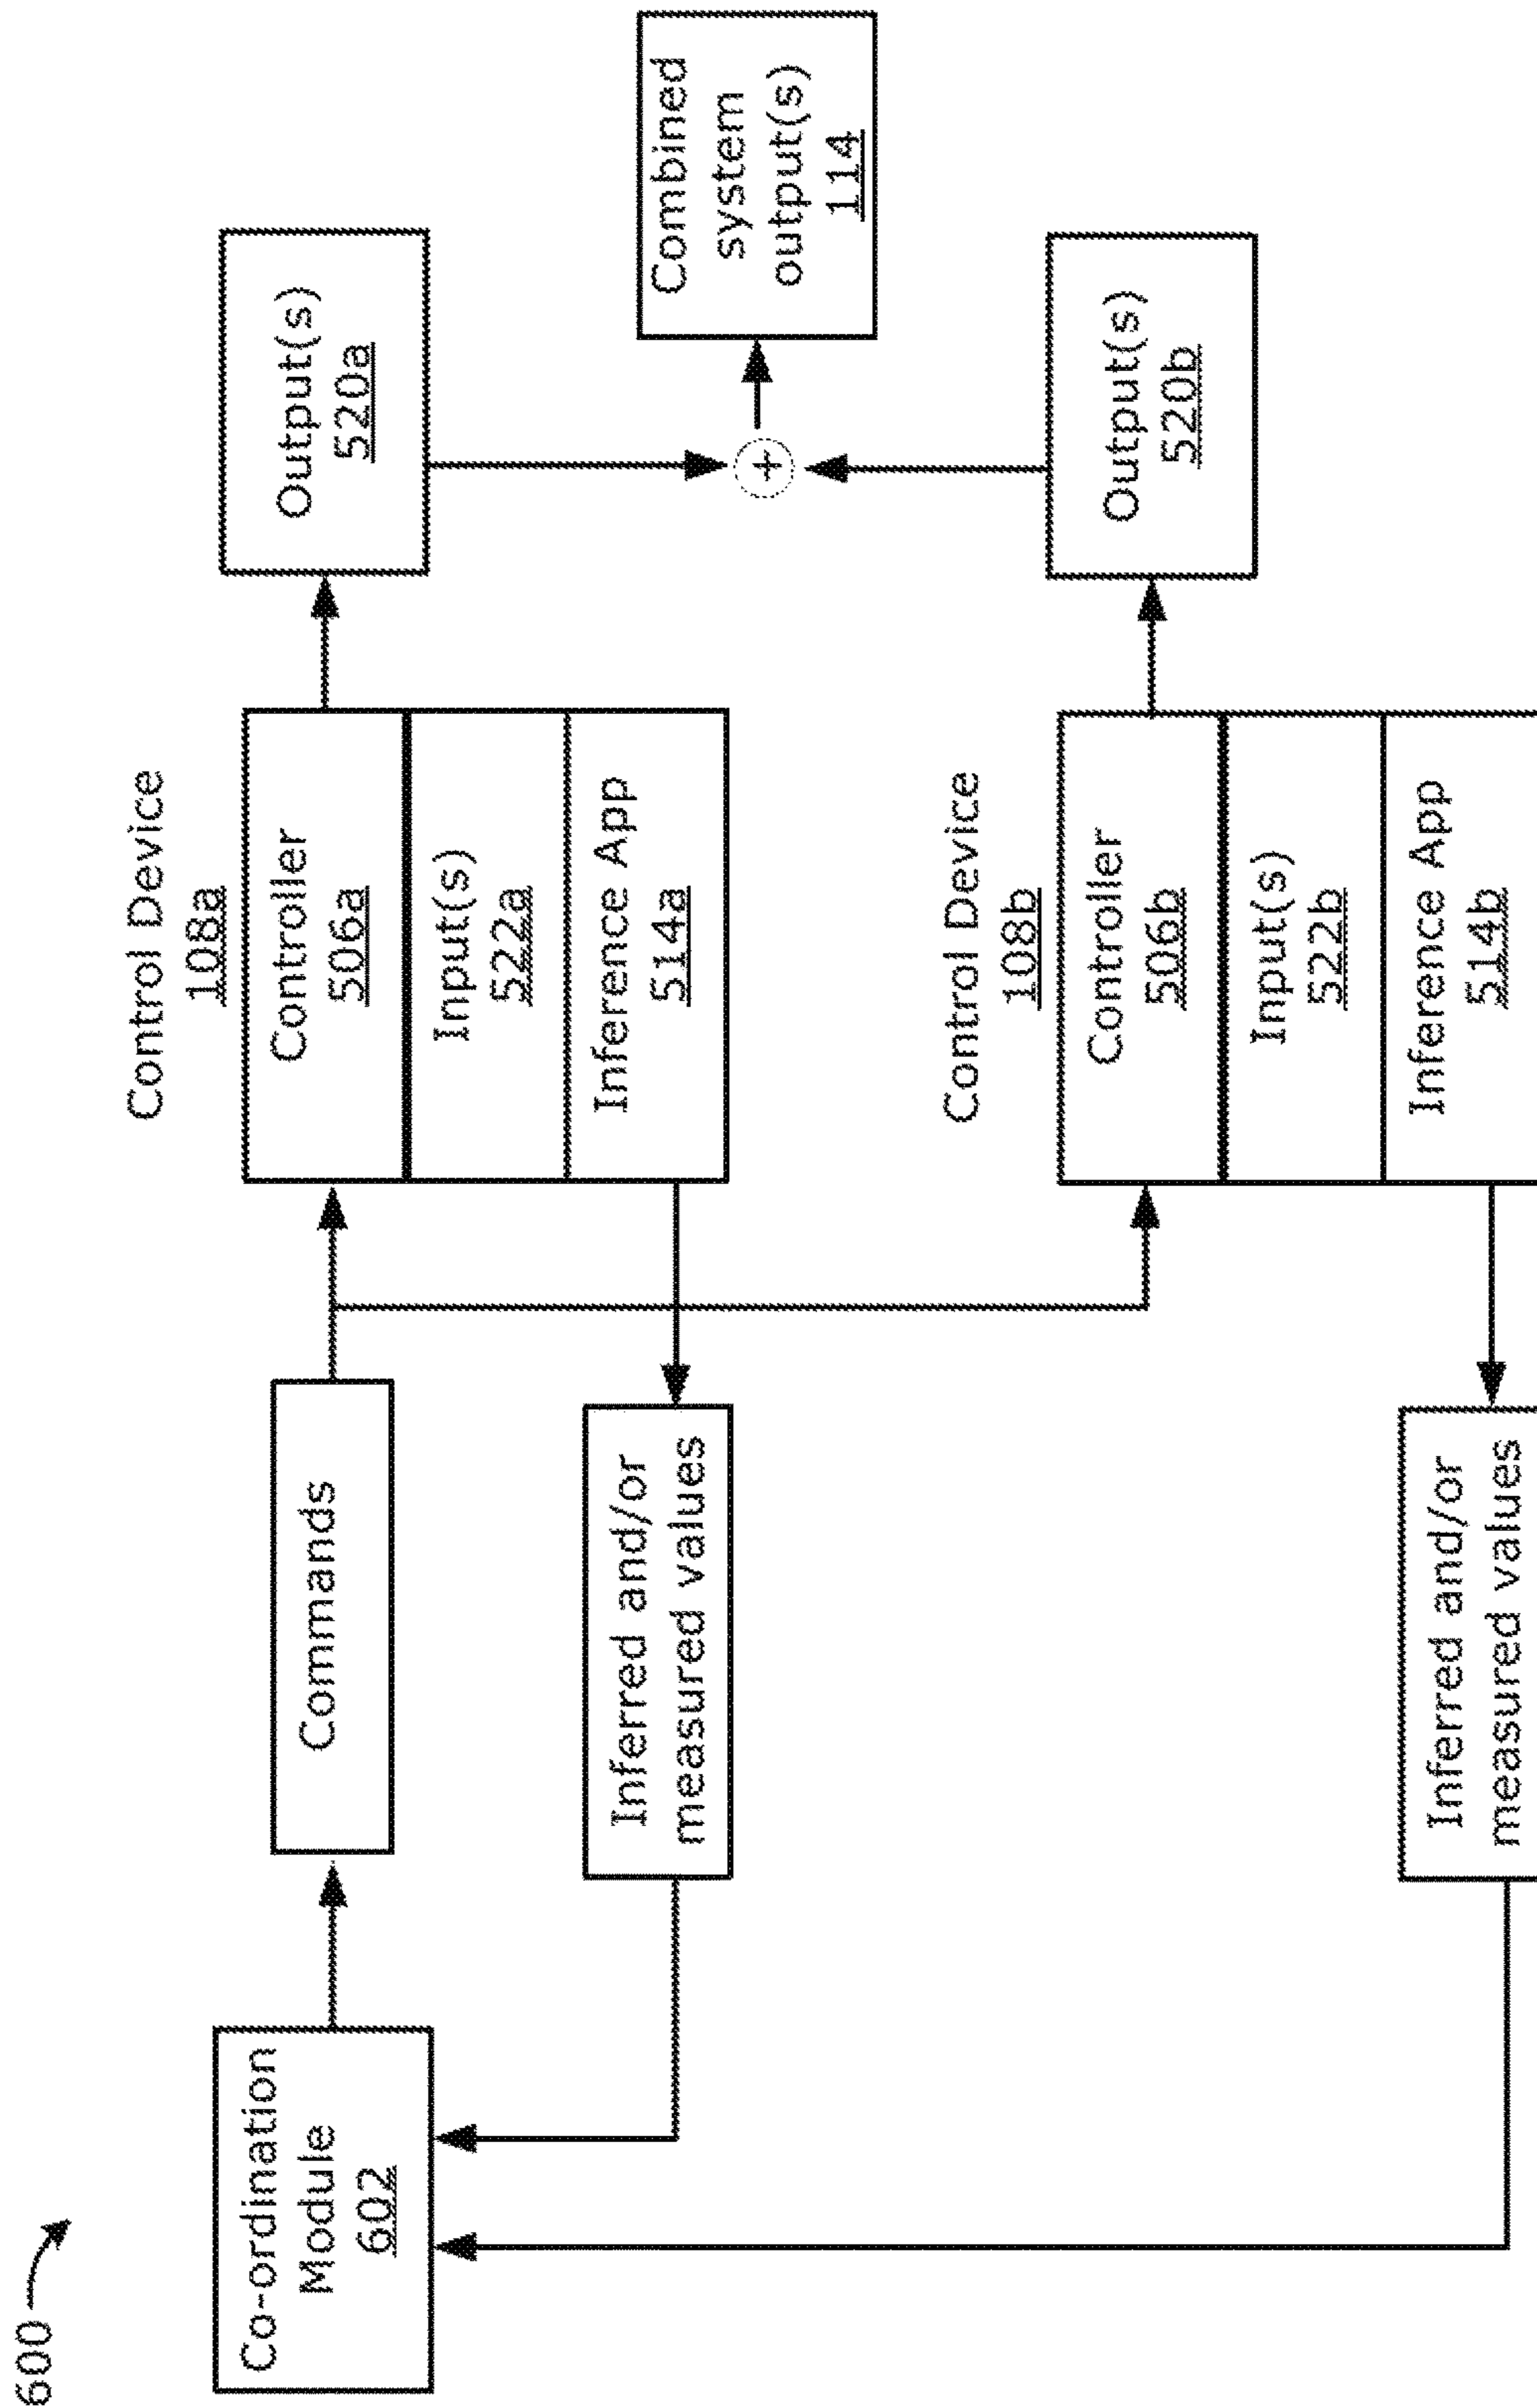 600
Co-ordination
Module
602
Commands
Inferred and/or
measured values
Inferred and/or
measured values
Control Device
108a
Controller
506a
Input(s)
522a
Inference App
514a
Control Device
108b
Controller
506b
Input(s)
522b
Inference App
514b
Output(s)
520a
+
Output(s)
520b
Combined
system
output(s)
114